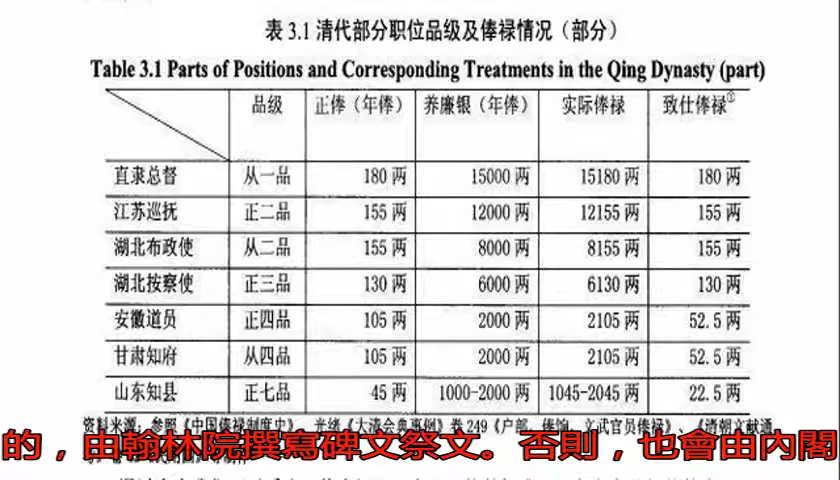 表 3.1 清代部分职位品级及俸禄情况（部分）
Table 3.1 Parts of Positions and Corresponding Treatments in the Qing Dynasty (part)
品级 正俸（年俸） 养廉银（年俸） 实际俸禄 致仕俸禄①
直隶总督 从一品 180 两 15000 两 15180 两 180 两
江苏巡抚 正二品 155 两 12000 两 12155 两 155 两
湖北布政使 从二品 155 两 8000 两 8155 两 155 两
湖北按察使 正三品 130 两 6000 两 6130 两 130 两
安徽道员 正四品 105 两 2000 两 2105 两 52.5 两
甘肃知府 从四品 105 两 2000 两 2105 两 52.5 两
山东知县 正七品 45 两 1000-2000 两 1045-2045 两 22.5 两
资料来源：参照《中国俸禄制度史》、光绪《大清会典事例》卷 249《户部、俸饷、文武官员俸禄》、《清朝文献通
的，由翰林院撰寫碑文祭文。否則，也會由內閣